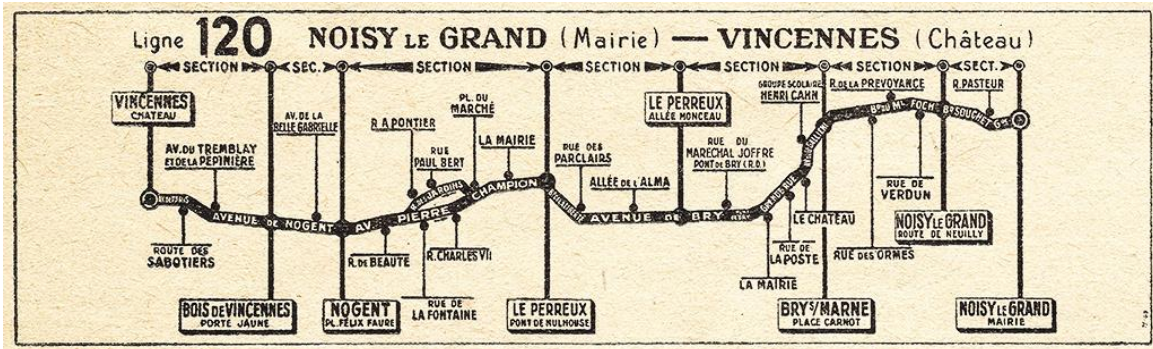 Ligne 120 NOISY LE GRAND (Mairie) — VINCENNES (Château)
SECTION SEC. SECTION SECTION SECTION SECTION SECT.
VINCENNES
CHATEAU
AV. DU TREMBLAY
ET DE LA PEPINIÈRE
ROUTE DES
SABOTIERS
BOIS DE VINCENNES
PORTE JAUNE
AV. DE LA
BELLE GABRIELLE
NOGENT
PL. FÉLIX FAURE
R. DE BEAUTÉ
R. A. PONTIER
RUE DE
LA FONTAINE
RUE
PAUL BERT
R. CHARLES VII
PL. DU
MARCHÉ
LA MAIRIE
LE PERREUX
PONT DE NULHOUSE
RUE DES
PARCLAIRS
ALLÉE DE L'ALMA
LE PERREUX
ALLÉE MONCEAU
RUE DU
MARECHAL JOFFRE
PONT DE BRY (R.D.)
LA MAIRIE
RUE DE
LA POSTE
LE CHATEAU
GROUPE SCOLAIRE
HENRI CAHN
BRY S/ MARNE
PLACE CARNOT
RUE DES ORMES
R. DE LA PREVOYANCE
RUE DE
VERDUN
NOISY LE GRAND
ROUTE DE NEUILLY
R. PASTEUR
NOISY LE GRAND
MAIRIE
AVENUE DE NOGENT
AV. PIERRE CHAMPION
AVENUE DE BRY
GRANDE RUE
BD DU MAL FOCH
BD SOUCHET